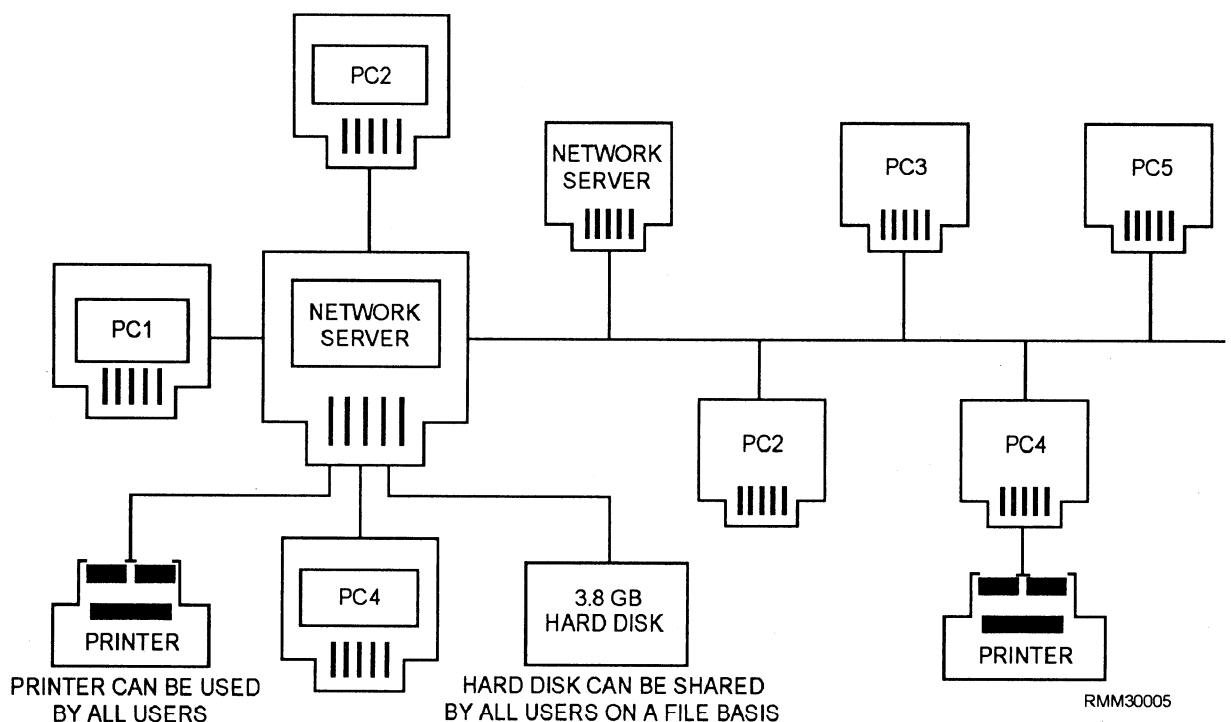 PC2
NETWORK
SERVER
PC3
PC5
PC1
NETWORK
SERVER
PC2
PC4
PRINTER
PC4
3.8 GB
HARD DISK
PRINTER
PRINTER CAN BE USED
BY ALL USERS
HARD DISK CAN BE SHARED
BY ALL USERS ON A FILE BASIS
RMM30005